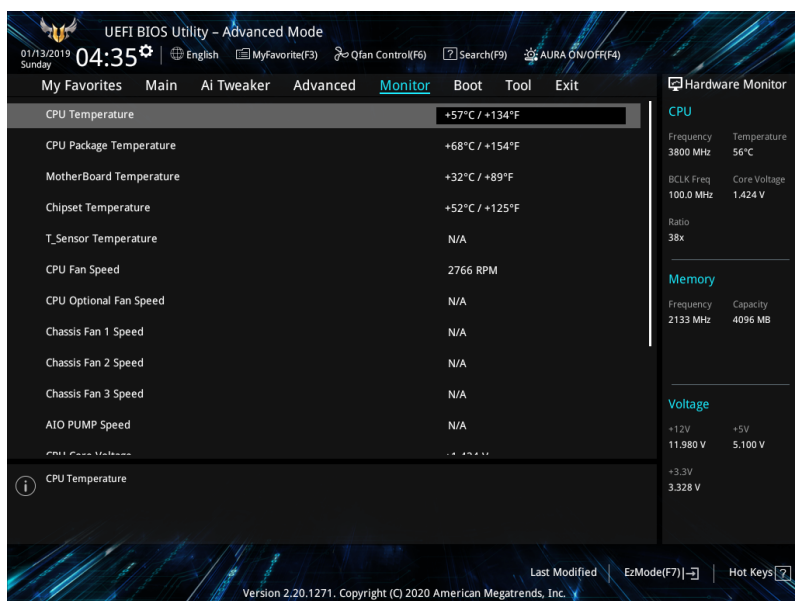 UEFI BIOS Utility – Advanced Mode
01/13/2019
Sunday
04:35
English
MyFavorite(F3)
Qfan Control(F6)
? Search(F9)
AURA ON/OFF(F4)
My Favorites Main Ai Tweaker Advanced Monitor Boot Tool Exit
Hardware Monitor
CPU Temperature +57°C / +134°F
CPU Package Temperature +68°C / +154°F
MotherBoard Temperature +32°C / +89°F
Chipset Temperature +52°C / +125°F
T_Sensor Temperature N/A
CPU Fan Speed 2766 RPM
CPU Optional Fan Speed N/A
Chassis Fan 1 Speed N/A
Chassis Fan 2 Speed N/A
Chassis Fan 3 Speed N/A
AIO PUMP Speed N/A
CPU Core Voltage +1.424 V
CPU
Frequency Temperature
3800 MHz 56°C
BCLK Freq Core Voltage
100.0 MHz 1.424 V
Ratio
38x
Memory
Frequency Capacity
2133 MHz 4096 MB
Voltage
+12V +5V
11.980 V 5.100 V
+3.3V
3.328 V
i CPU Temperature
Last Modified EzMode(F7) Hot Keys ?
Version 2.20.1271. Copyright (C) 2020 American Megatrends, Inc.